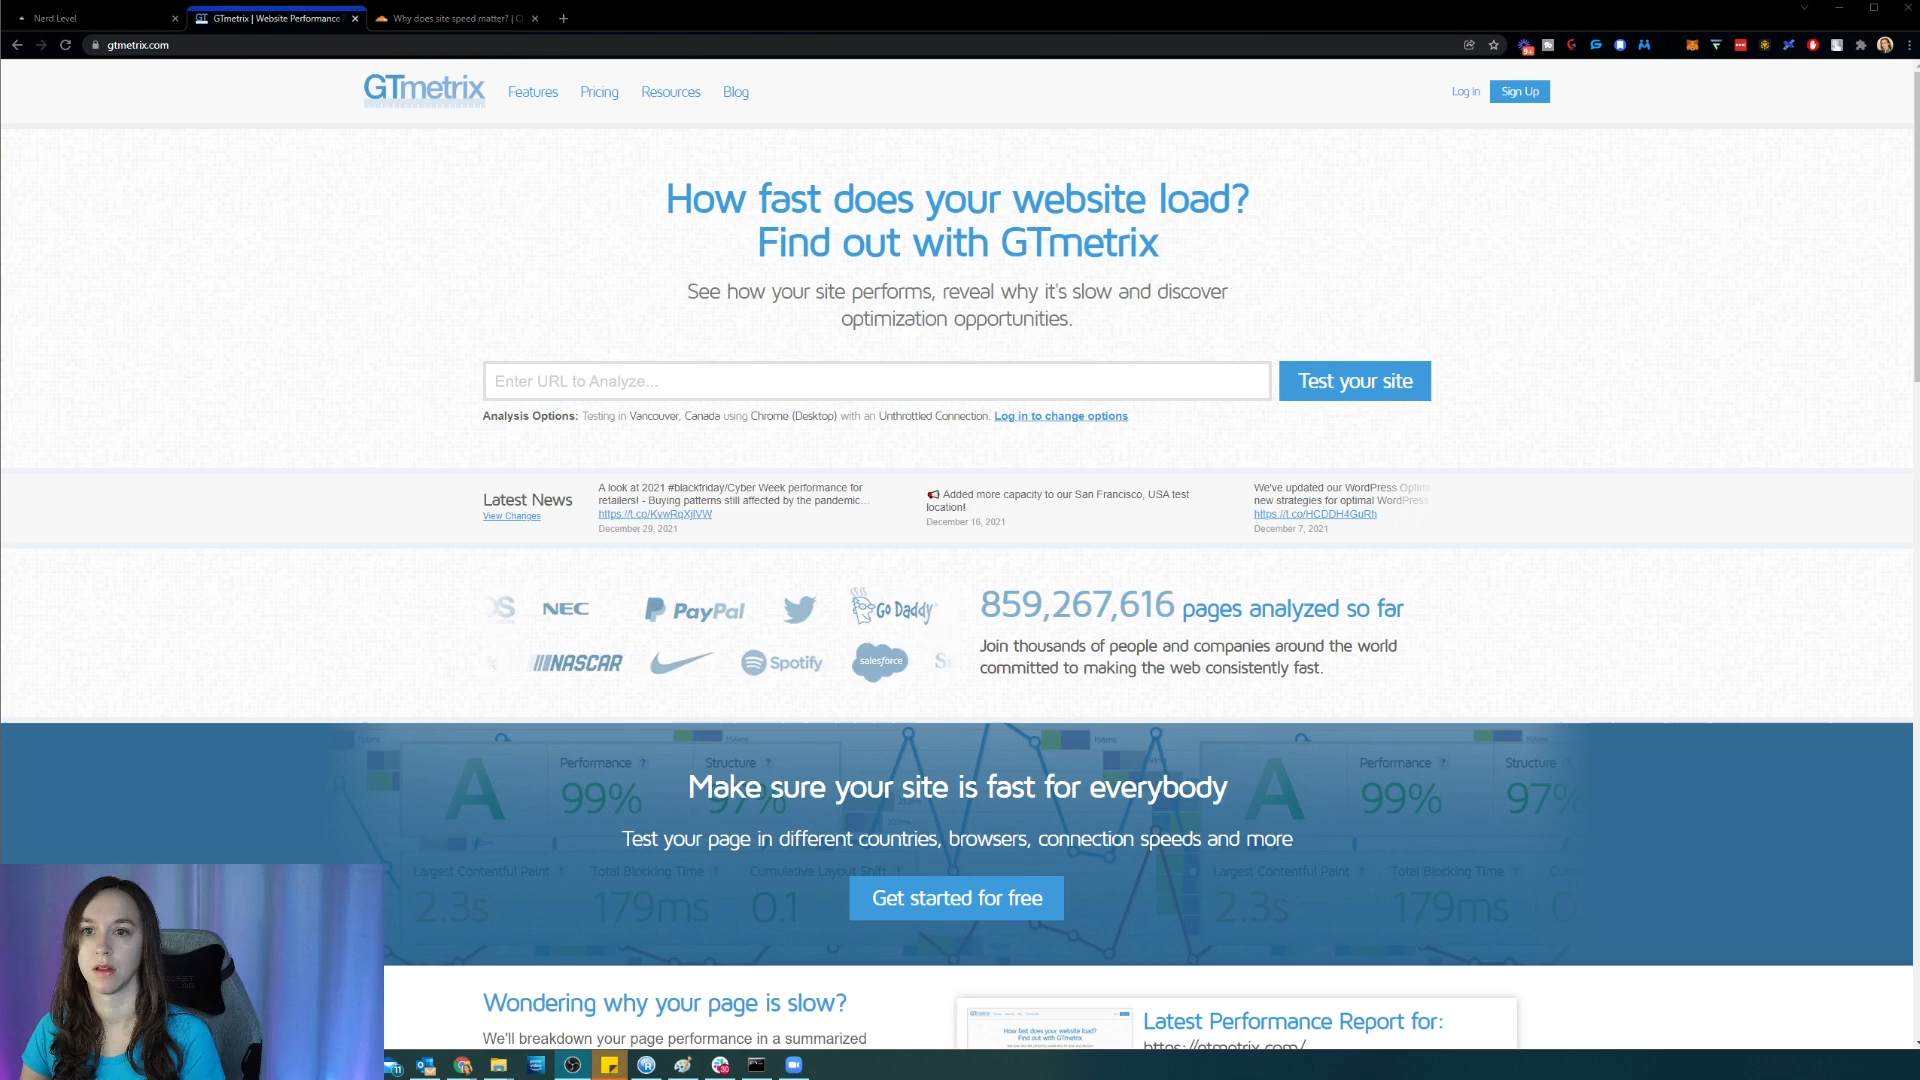 Nerd Level
GTmetrix | Website Performance
Why does site speed matter? | C
gtmetrix.com
GTmetrix
Features
Pricing
Resources
Blog
Log In
Sign Up
How fast does your website load?
Find out with GTmetrix
See how your site performs, reveal why it's slow and discover
optimization opportunities.
Enter URL to Analyze...
Test your site
Analysis Options: Testing in Vancouver, Canada using Chrome (Desktop) with an Unthrottled Connection. Log in to change options
Latest News
View Changes
A look at 2021 #blackfriday/Cyber Week performance for
retailers! - Buying patterns still affected by the pandemic...
https://t.co/KvwRqXjIVW
December 29, 2021
Added more capacity to our San Francisco, USA test
location!
December 16, 2021
We've updated our WordPress Optimi
new strategies for optimal WordPress
https://t.co/HCDDH4GuRh
December 7, 2021
NEC
PayPal
Go Daddy
NASCAR
Spotify
salesforce
859,267,616 pages analyzed so far
Join thousands of people and companies around the world
committed to making the web consistently fast.
A
Performance ?
99%
Structure ?
97%
A
Performance ?
99%
Structure
97%
Make sure your site is fast for everybody
Test your page in different countries, browsers, connection speeds and more
Largest Contentful Paint ?
2.3s
Total Blocking Time ?
179ms
Cumulative Layout Shift ?
0.1
Largest Contentful Paint ?
2.3s
Total Blocking Time ?
179ms
Get started for free
Wondering why your page is slow?
We'll breakdown your page performance in a summarized
How fast does your website load?
Find out with GTmetrix
Latest Performance Report for:
https://gtmetrix.com/